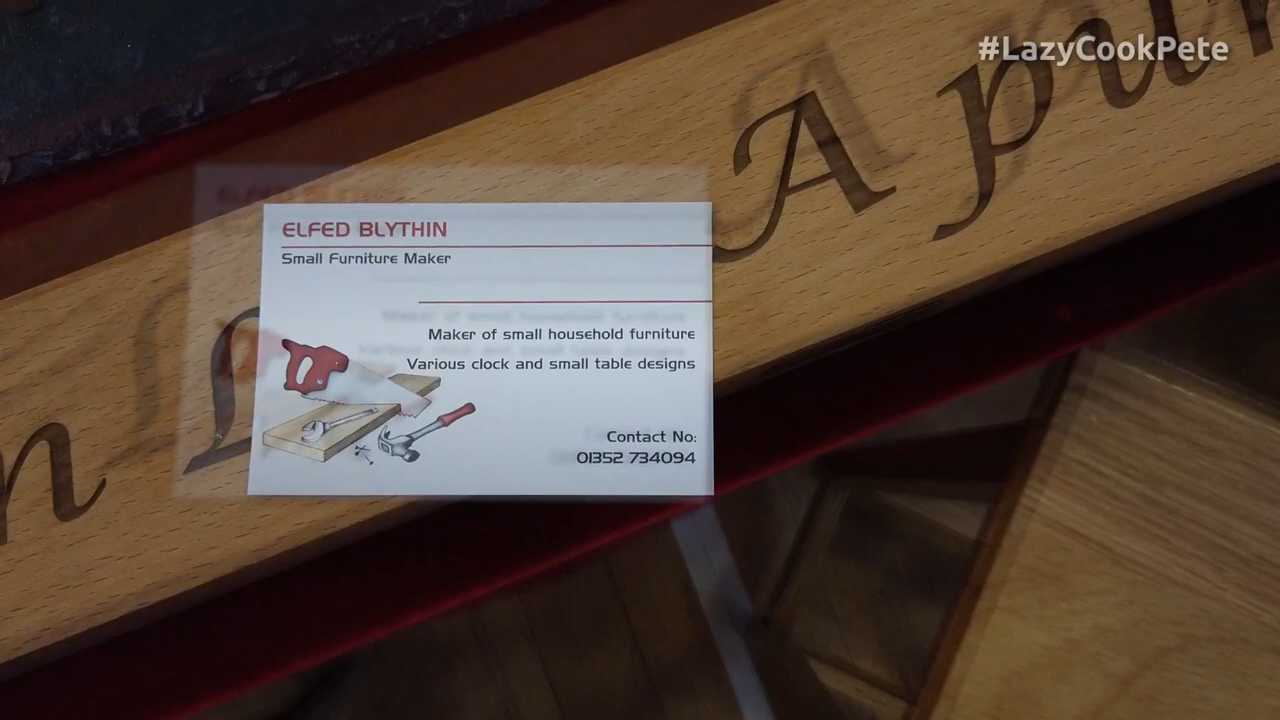 #LazyCookPete
ELFED BLYTHIN
Small Furniture Maker
Maker of small household furniture
Various clock and small table designs
Contact No:
01352 734094